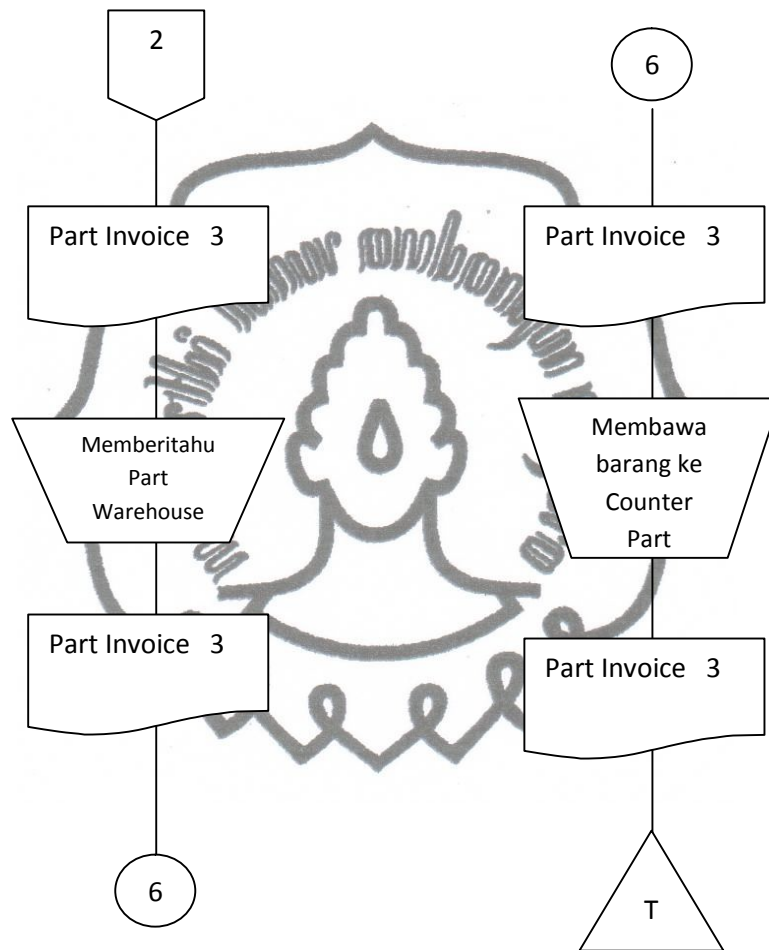 2
Part Invoice 3
Memberitahu
Part
Warehouse
Part Invoice 3
6
6
Part Invoice 3
Membawa
barang ke
Counter
Part
Part Invoice 3
T